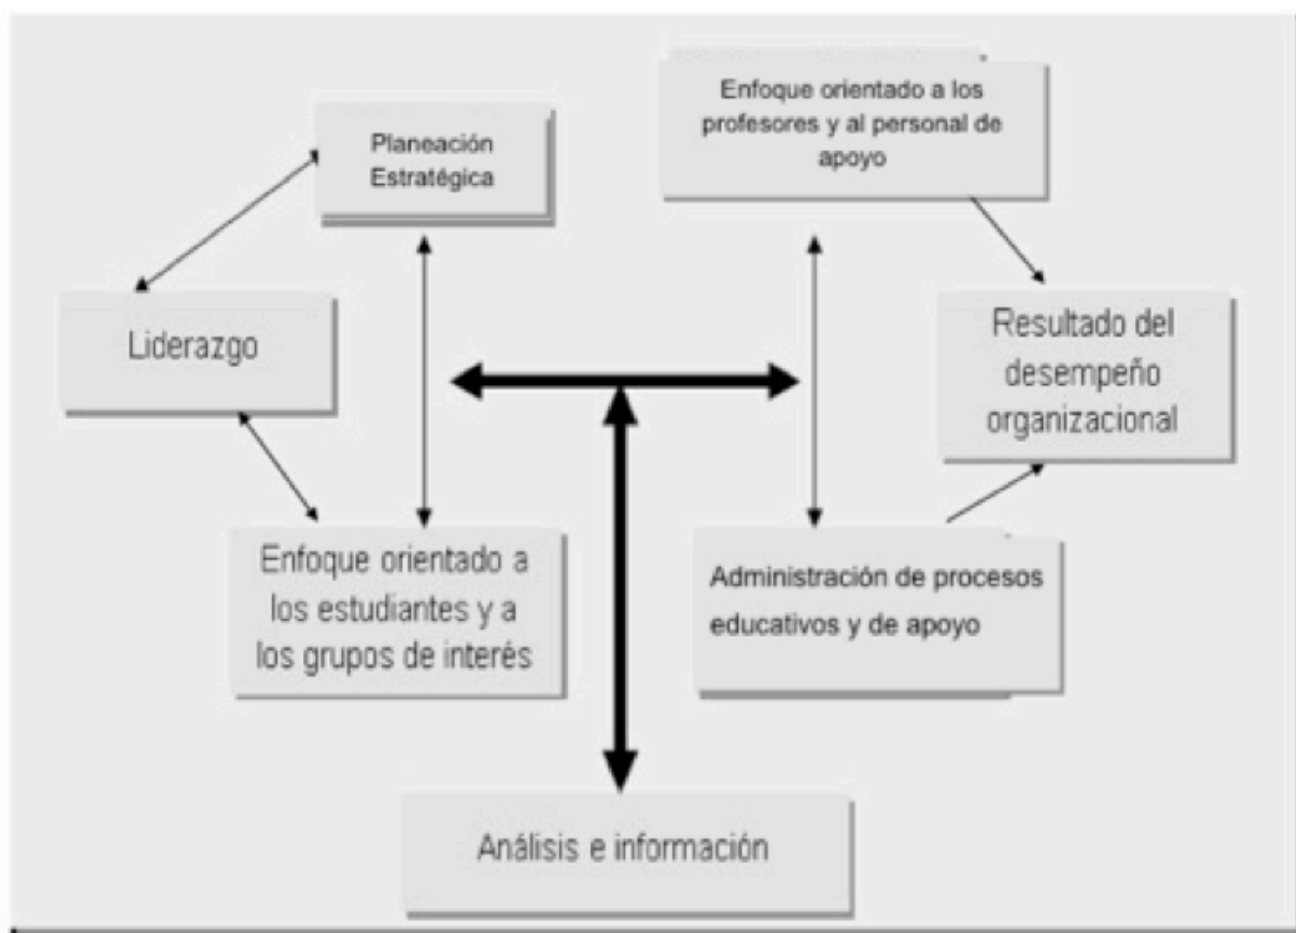 Enfoque orientado a los
profesores y al personal de
apoyo
Planeación
Estratégica
Liderazgo
Resultado del
desempeño
organizacional
Enfoque orientado a
los estudiantes y a
los grupos de interés
Administración de procesos
educativos y de apoyo
Análisis e información